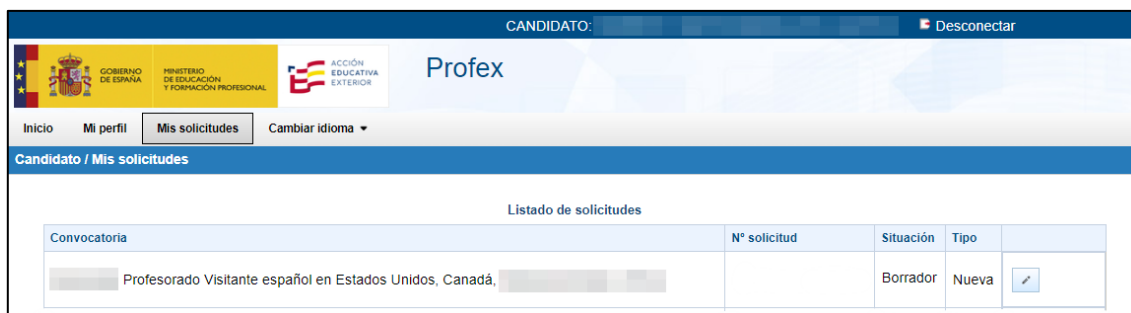 CANDIDATO: Desconectar
GOBIERNO
DE ESPAÑA
MINISTERIO
DE EDUCACIÓN
Y FORMACIÓN PROFESIONAL
ACCIÓN
EDUCATIVA
EXTERIOR
Profex
Inicio Mi perfil Mis solicitudes Cambiar idioma
Candidato / Mis solicitudes
Listado de solicitudes
Convocatoria Nº solicitud Situación Tipo
Profesorado Visitante español en Estados Unidos, Canadá, Borrador Nueva